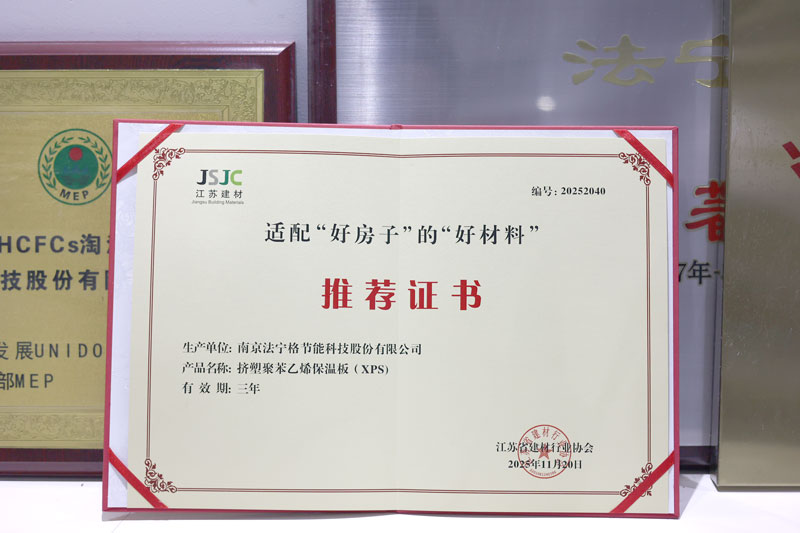 JSJC
江苏建材
Jiangsu Building Materials
编号: 20252040
适配“好房子”的“好材料”
推荐证书
生产单位: 南京法宁格节能科技股份有限公司
产品名称: 挤塑聚苯乙烯保温板（XPS）
有 效 期: 三年
江苏省建材行业协会
2025年11月20日
MEP
HCFCs淘
技股份有
发展UNIDO
部MEP
法宁
7年